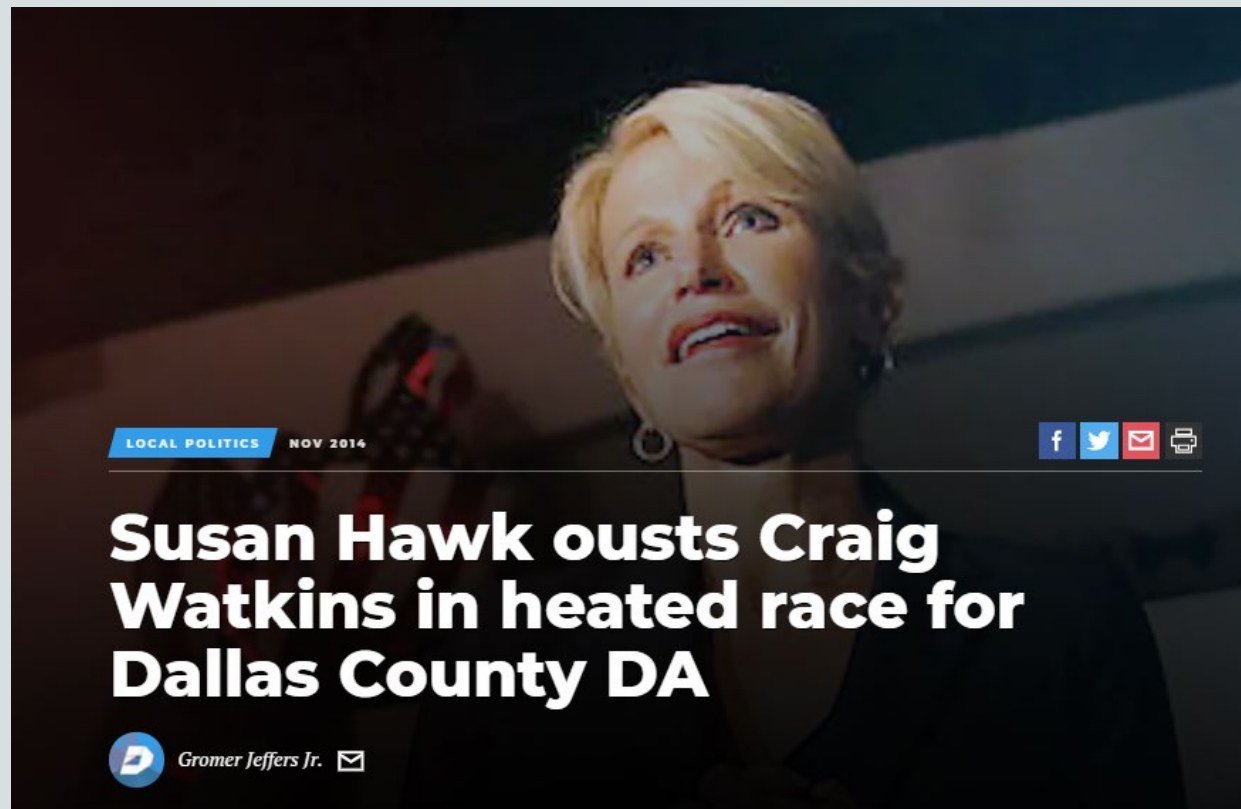 LOCAL POLITICS NOV 2014
Susan Hawk ousts Craig
Watkins in heated race for
Dallas County DA
Gromer Jeffers Jr.